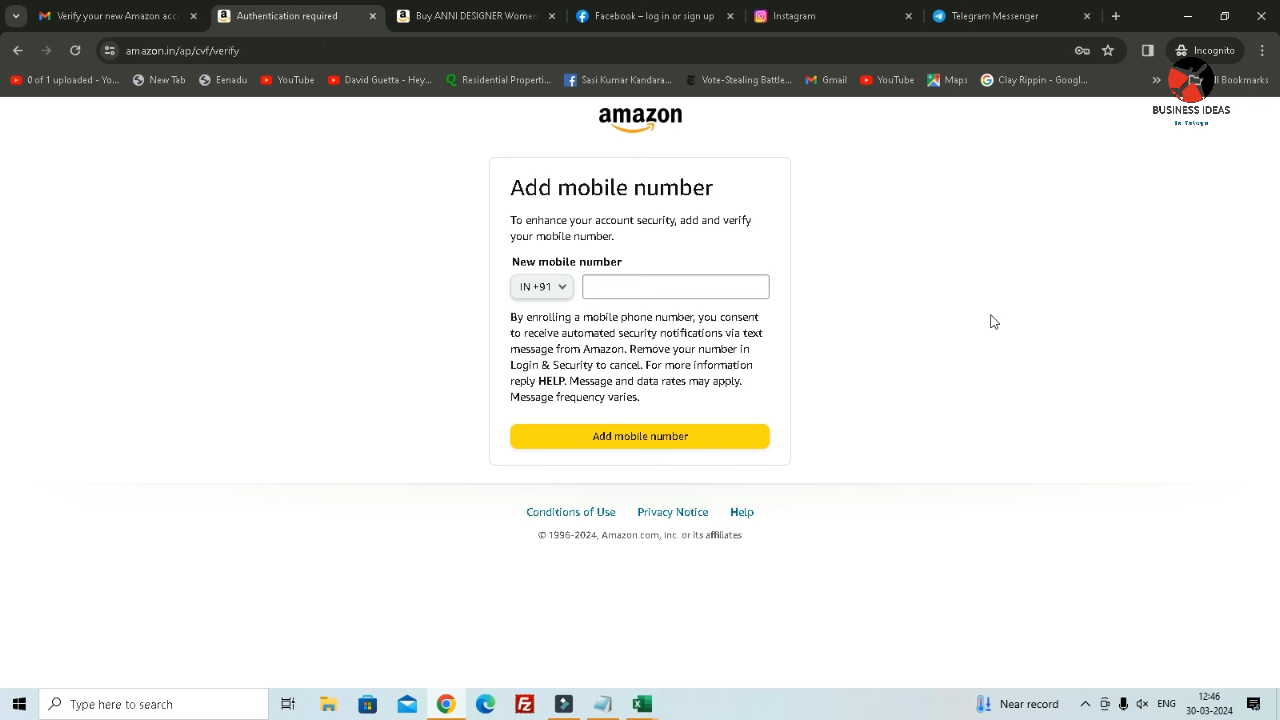 Verify your new Amazon acc
Authentication required
Buy ANNI DESIGNER Women
Facebook – log in or sign up
Instagram
Telegram Messenger
amazon.in/ap/cvf/verify
Incognito
0 of 1 uploaded - Yo...
New Tab
Eenadu
YouTube
David Guetta - Hey...
Residential Properti...
Sasi Kumar Kandara...
Vote-Stealing Battle...
Gmail
YouTube
Maps
Clay Rippin - Googl...
ll Bookmarks
BUSINESS IDEAS
In Telugu
amazon
Add mobile number
To enhance your account security, add and verify
your mobile number.
New mobile number
IN +91
By enrolling a mobile phone number, you consent
to receive automated security notifications via text
message from Amazon. Remove your number in
Login & Security to cancel. For more information
reply HELP. Message and data rates may apply.
Message frequency varies.
Add mobile number
Conditions of Use Privacy Notice Help
© 1996-2024, Amazon.com, Inc. or its affiliates
Type here to search
Near record
ENG
12:46
30-03-2024